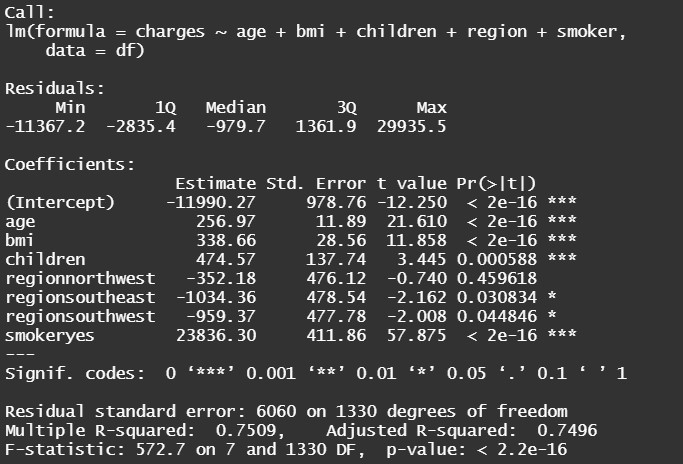 Call:
lm(formula = charges ~ age + bmi + children + region + smoker,
    data = df)

Residuals:
     Min       1Q   Median       3Q      Max
-11367.2  -2835.4   -979.7   1361.9  29935.5

Coefficients:
                 Estimate Std. Error t value Pr(>|t|)
(Intercept)     -11990.27     978.76 -12.250  < 2e-16 ***
age                256.97      11.89  21.610  < 2e-16 ***
bmi                338.66      28.56  11.858  < 2e-16 ***
children           474.57     137.74   3.445 0.000588 ***
regionnorthwest   -352.18     476.12  -0.740 0.459618
regionsoutheast  -1034.36     478.54  -2.162 0.030834 *
regionsouthwest   -959.37     477.78  -2.008 0.044846 *
smokeryes        23836.30     411.86  57.875  < 2e-16 ***
---
Signif. codes:  0 ‘***’ 0.001 ‘**’ 0.01 ‘*’ 0.05 ‘.’ 0.1 ‘ ’ 1

Residual standard error: 6060 on 1330 degrees of freedom
Multiple R-squared:  0.7509,    Adjusted R-squared:  0.7496
F-statistic: 572.7 on 7 and 1330 DF,  p-value: < 2.2e-16